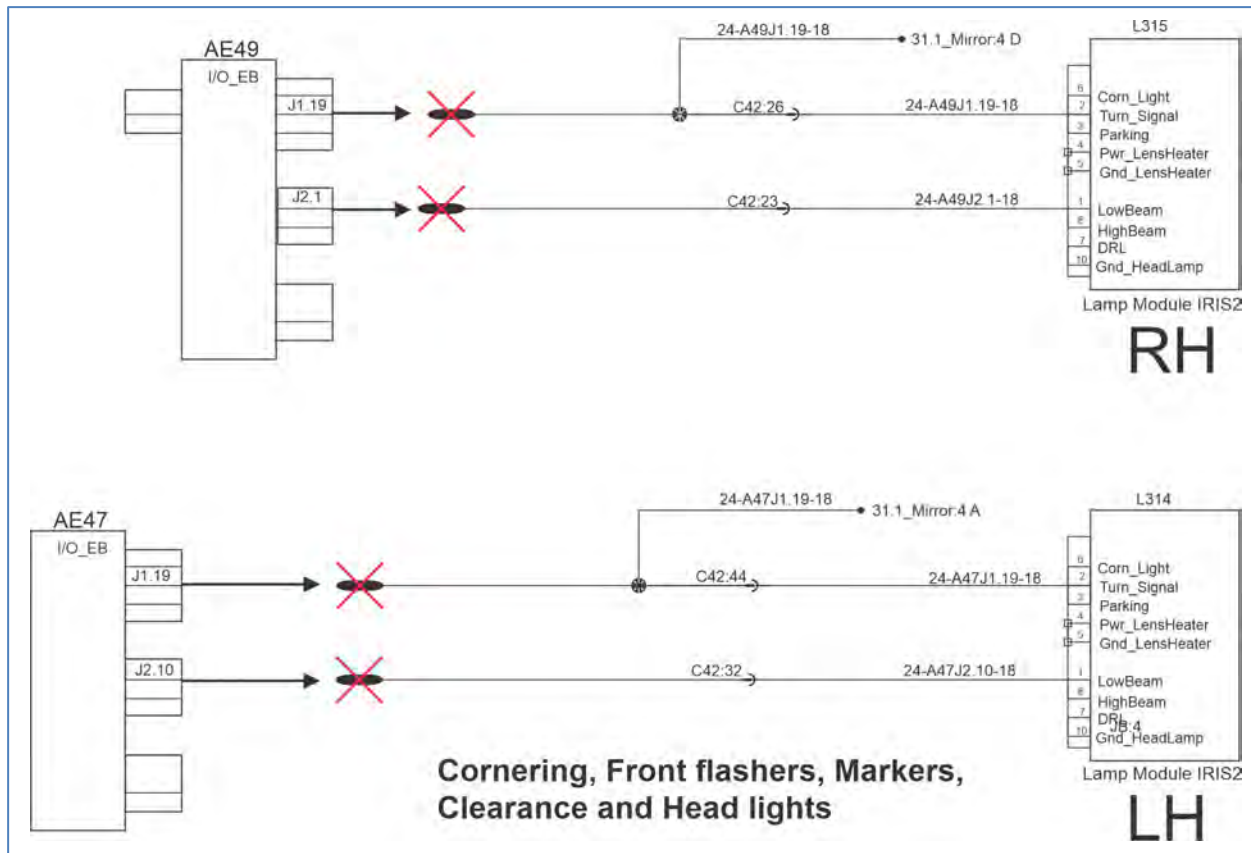 24-A49J1.19-18
31.1_Mirror:4 D
L315
AE49
I/O_EB
J1.19
C42:26
24-A49J1.19-18
6
Corn_Light
2
Turn_Signal
3
Parking
4
Pwr_LensHeater
5
Gnd_LensHeater
J2.1
C42:23
24-A49J2.1-18
1
LowBeam
8
HighBeam
7
DRL
10
Gnd_HeadLamp
Lamp Module IRIS2
RH
24-A47J1.19-18
31.1_Mirror:4 A
L314
AE47
I/O_EB
J1.19
C42:44
24-A47J1.19-18
6
Corn_Light
2
Turn_Signal
3
Parking
4
Pwr_LensHeater
5
Gnd_LensHeater
J2.10
C42:32
24-A47J2.10-18
1
LowBeam
8
HighBeam
7
DRL
JB:4
10
Gnd_HeadLamp
Lamp Module IRIS2
LH
Cornering, Front flashers, Markers,
Clearance and Head lights